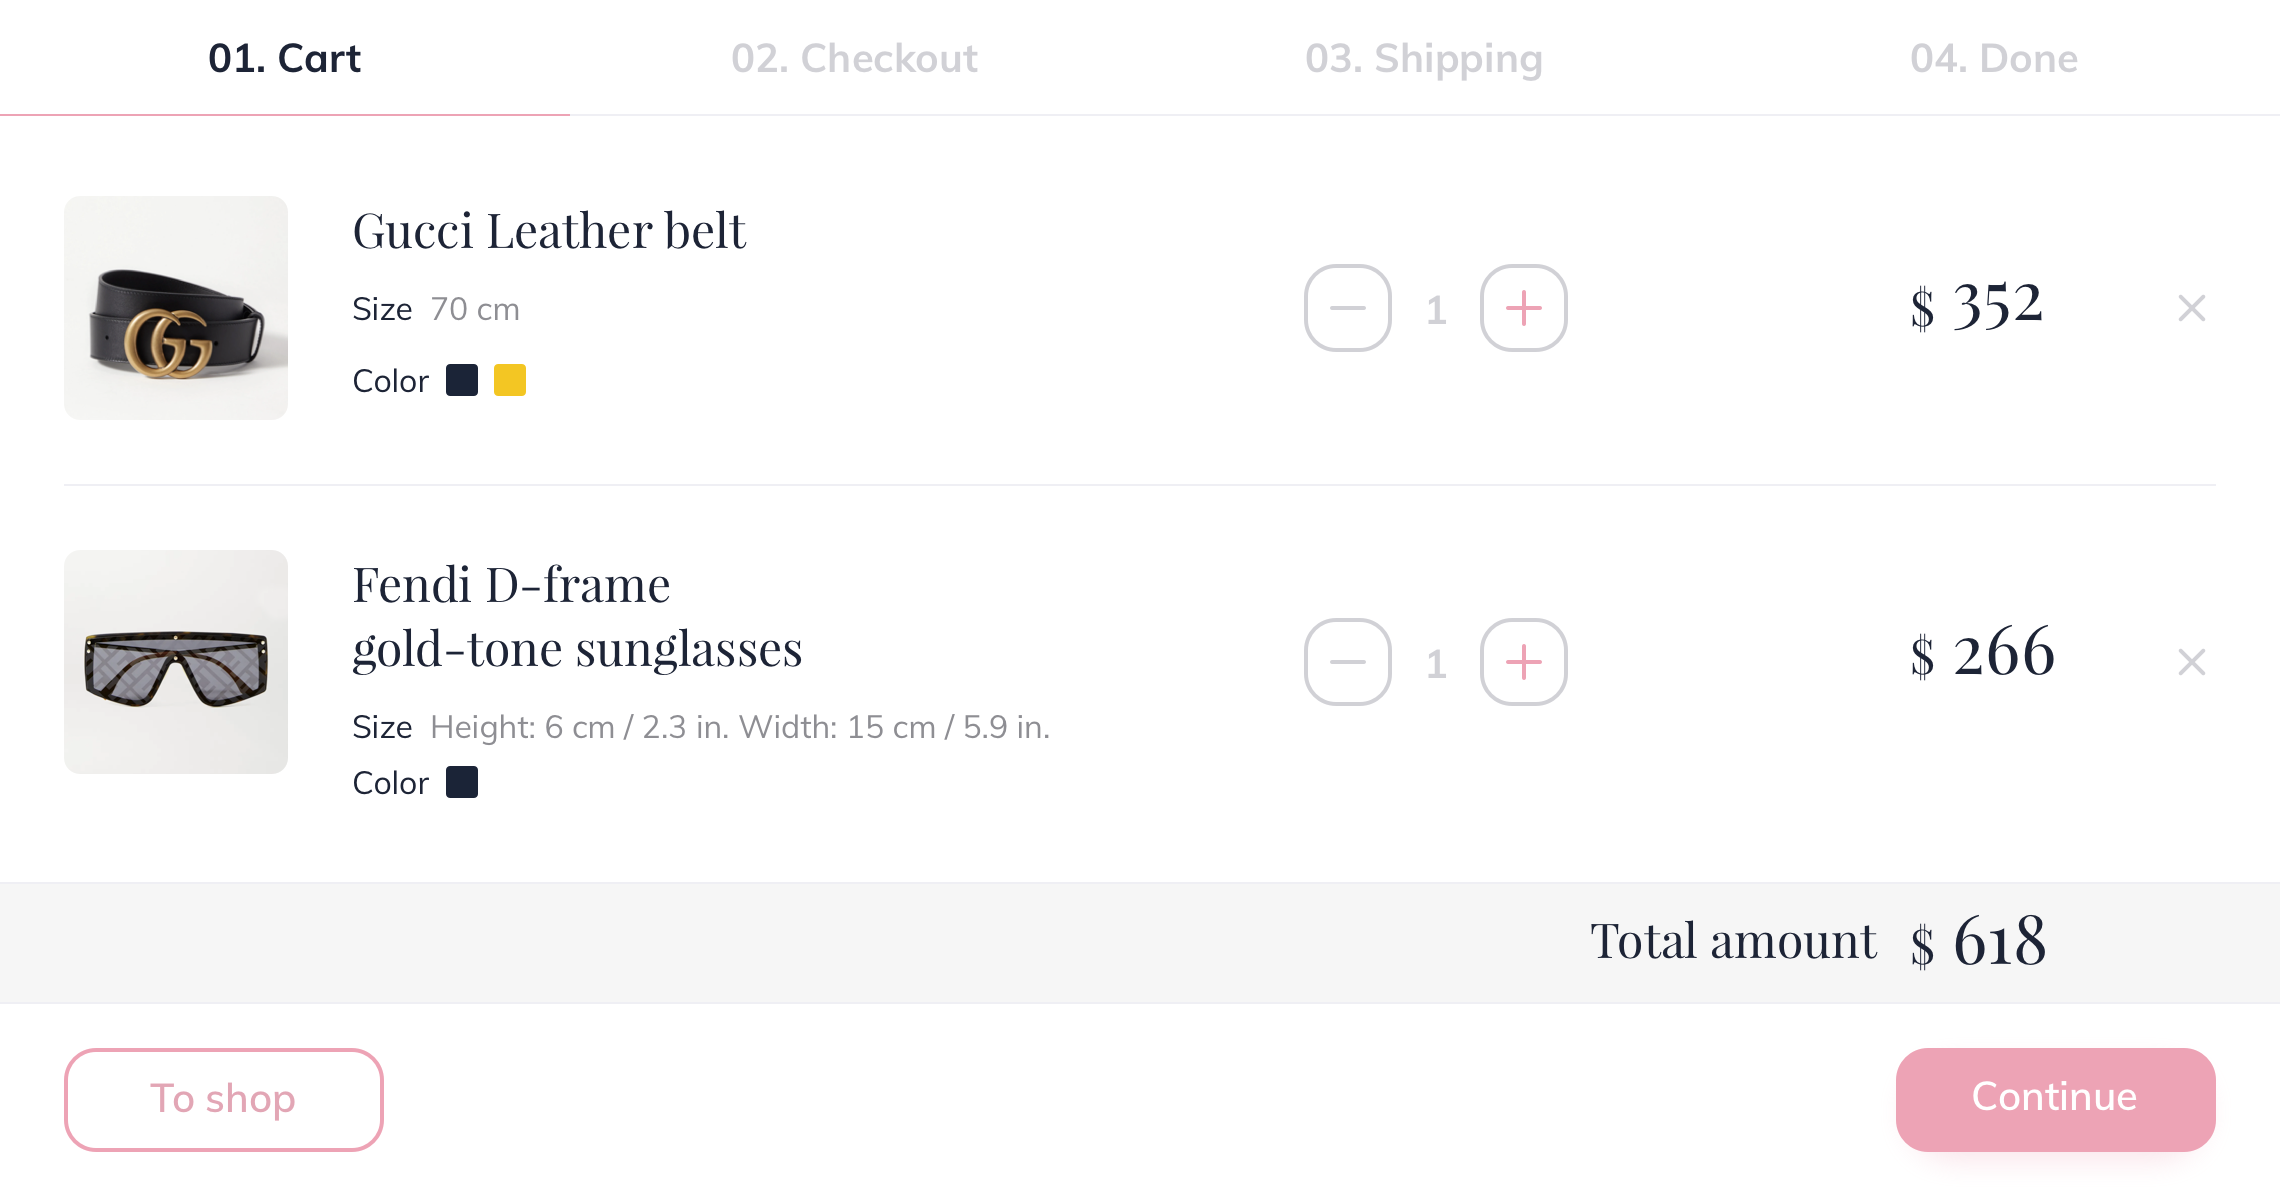 01. Cart
02. Checkout
03. Shipping
04. Done
Gucci Leather belt
Size 70 cm
Color
1
$ 352
Fendi D-frame
gold-tone sunglasses
Size Height: 6 cm / 2.3 in. Width: 15 cm / 5.9 in.
Color
1
$ 266
Total amount $ 618
To shop
Continue